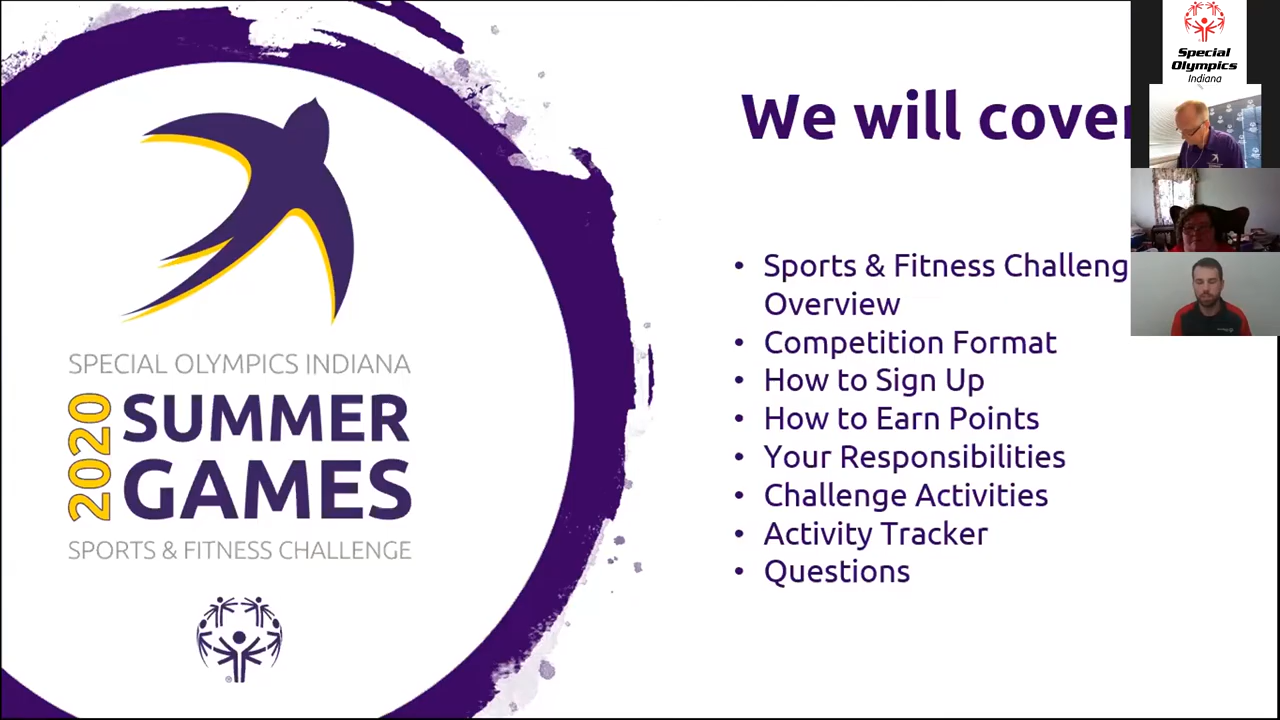 We will cover
• Sports & Fitness Challeng
Overview
• Competition Format
• How to Sign Up
• How to Earn Points
• Your Responsibilities
• Challenge Activities
• Activity Tracker
• Questions
SPECIAL OLYMPICS INDIANA
2020
SUMMER
GAMES
SPORTS & FITNESS CHALLENGE
®
Special
Olympics
Indiana